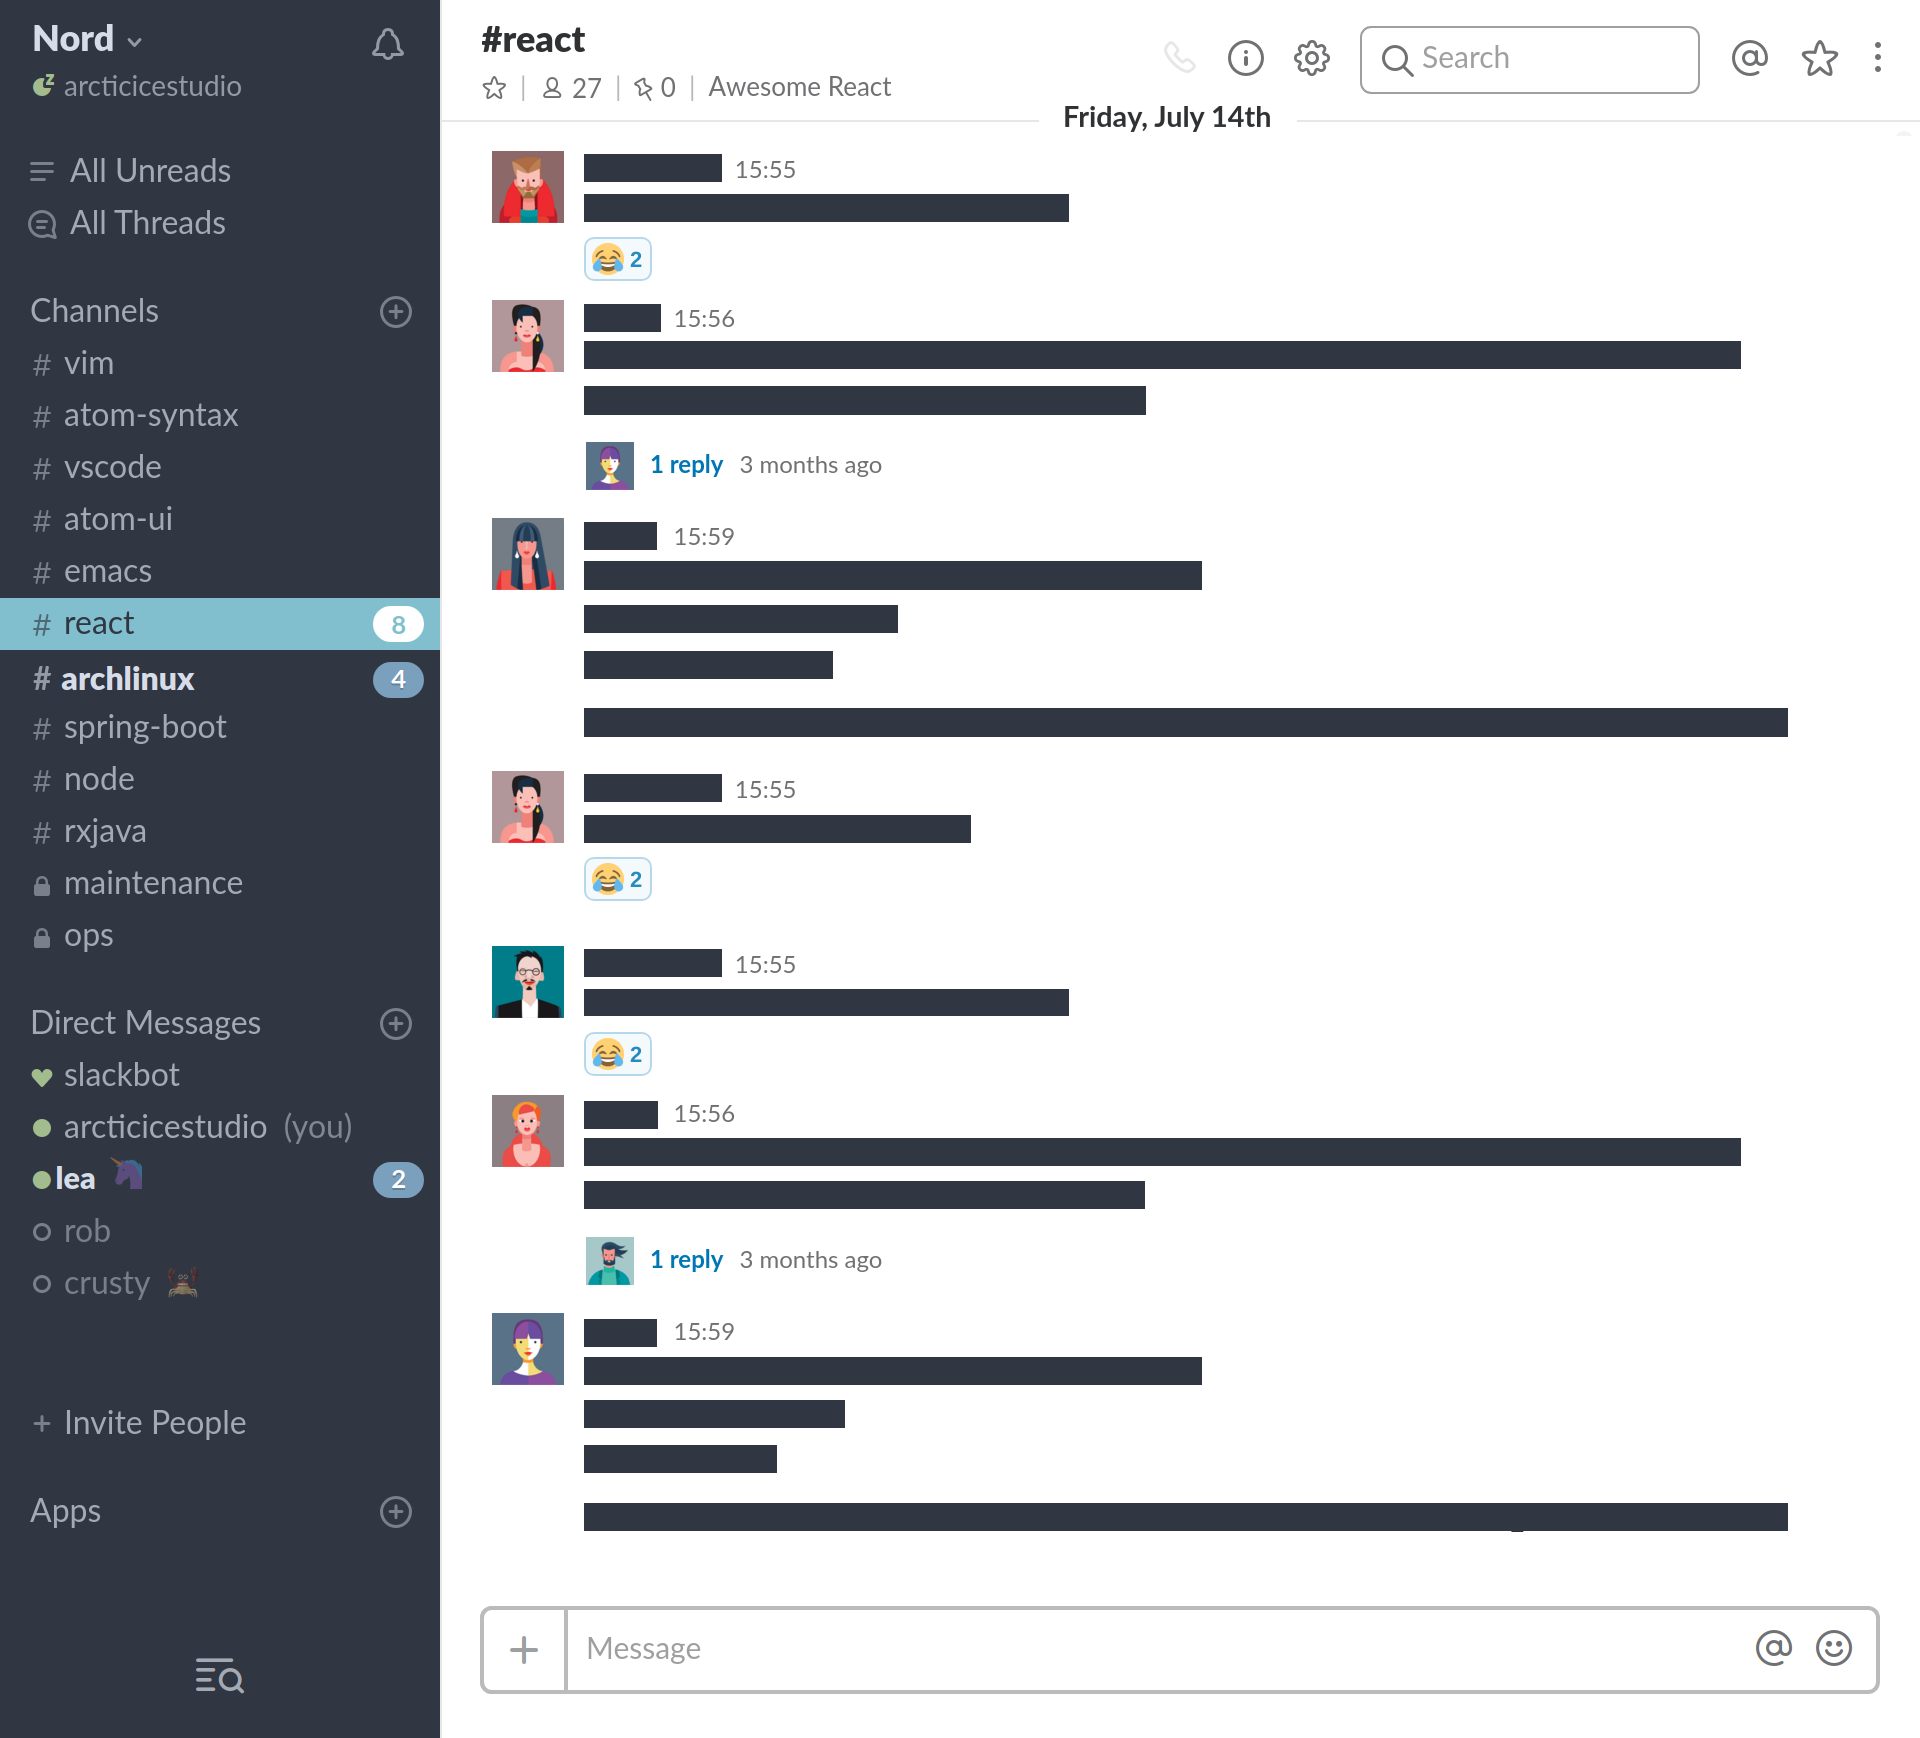 Nord
arcticicestudio
All Unreads
All Threads
Channels
# vim
# atom-syntax
# vscode
# atom-ui
# emacs
# react 8
# archlinux 4
# spring-boot
# node
# rxjava
maintenance
ops
Direct Messages
slackbot
arcticicestudio (you)
lea 2
rob
crusty
+ Invite People
Apps
#react
27 | 0 | Awesome React
Search
Friday, July 14th
15:55
2
15:56
1 reply 3 months ago
15:59
15:55
2
15:55
2
15:56
1 reply 3 months ago
15:59
Message